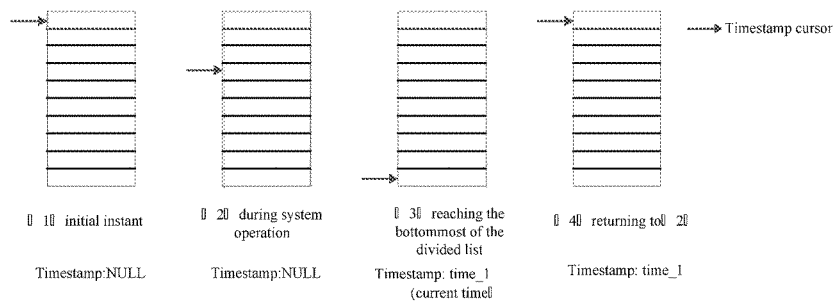 Timestamp cursor
1 initial instant
2 during system
operation
3 reaching the
bottommost of the
divided list
4 returning to 2
Timestamp:NULL
Timestamp:NULL
Timestamp: time_1
(current time
Timestamp: time_1